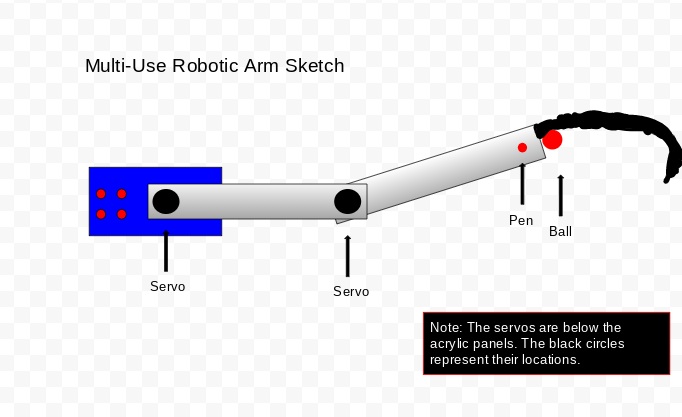 Multi-Use Robotic Arm Sketch
Pen
Ball
Servo
Servo
Note: The servos are below the
acrylic panels. The black circles
represent their locations.